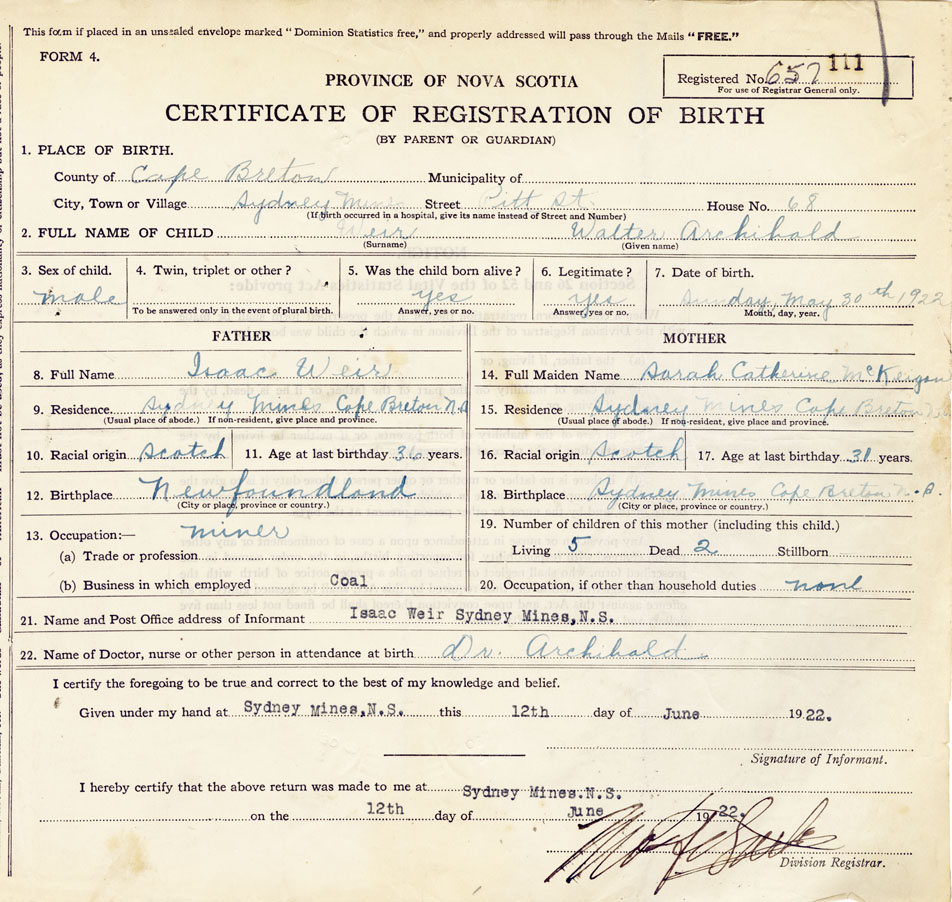 This form if placed in an unsealed envelope marked "Dominion Statistics free," and properly addressed will pass through the Mails "FREE."
FORM 4.
111
Registered No. 657
For use of Registrar General only.
PROVINCE OF NOVA SCOTIA
CERTIFICATE OF REGISTRATION OF BIRTH
(BY PARENT OR GUARDIAN)
1. PLACE OF BIRTH.
County of Cape Breton Municipality of
City, Town or Village Sydney Mines Street Pitt St. House No. 68
(If birth occurred in a hospital, give its name instead of Street and Number)
2. FULL NAME OF CHILD Weir Walter Archibald
(Surname) (Given name)
3. Sex of child. 4. Twin, triplet or other? 5. Was the child born alive? 6. Legitimate? 7. Date of birth.
male yes yes Sunday, May 30th 1922
To be answered only in the event of plural birth. Answer, yes or no. Answer, yes or no. Month, day, year.
FATHER
8. Full Name Isaac Weir
9. Residence. Sydney Mines Cape Breton N.S
(Usual place of abode.) If non-resident, give place and province.
10. Racial origin Scotch 11. Age at last birthday 36 years.
12. Birthplace Newfoundland
(City or place, province or country.)
13. Occupation:— miner
(a) Trade or profession
(b) Business in which employed Coal
MOTHER
14. Full Maiden Name Sarah Catherine McKeigan
15. Residence Sydney Mines Cape Breton
(Usual place of abode.) If non-resident, give place and province.
16. Racial origin Scotch 17. Age at last birthday 31 years.
18. Birthplace Sydney Mines Cape Breton N.S.
(City or place, province or country.)
19. Number of children of this mother (including this child.)
Living 5 Dead 2 Stillborn
20. Occupation, if other than household duties none
21. Name and Post Office address of Informant Isaac Weir Sydney Mines,N.S.
22. Name of Doctor, nurse or other person in attendance at birth Dr. Archibald
I certify the foregoing to be true and correct to the best of my knowledge and belief.
Given under my hand at Sydney Mines,N.S. this 12th day of June 1922.
Signature of Informant.
I hereby certify that the above return was made to me at Sydney Mines.N.S.
on the 12th day of June 1922.
Division Registrar.